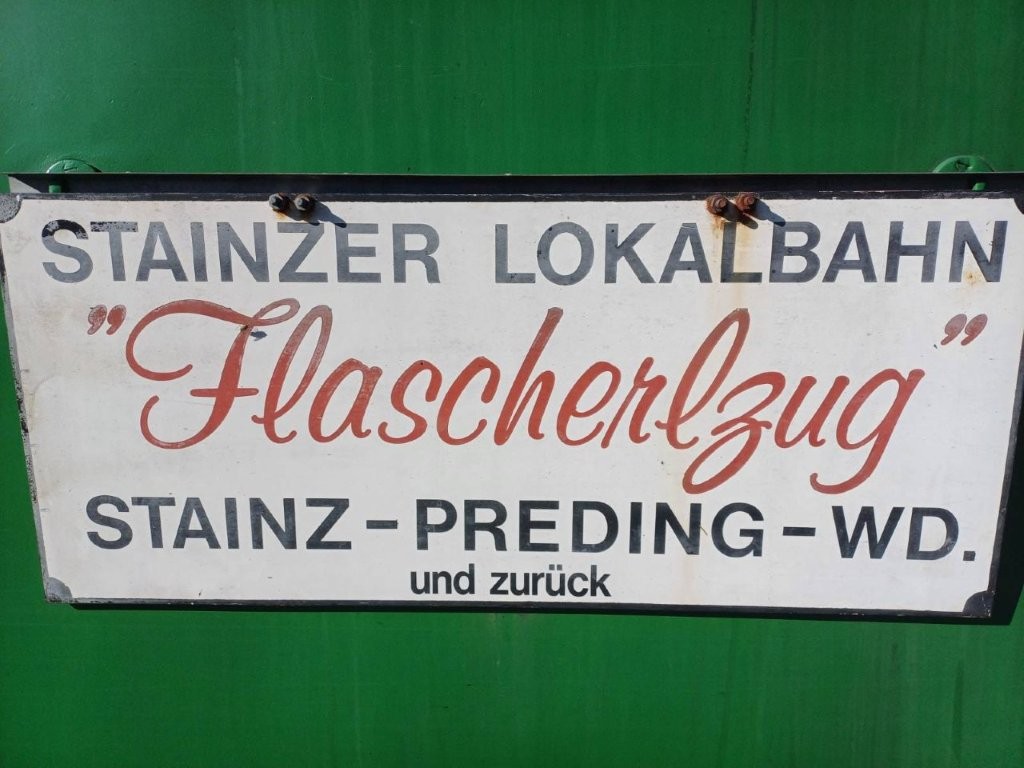 STAINZER LOKALBAHN
"Flascherlzug"
STAINZ-PREDING-WD.
und zurück